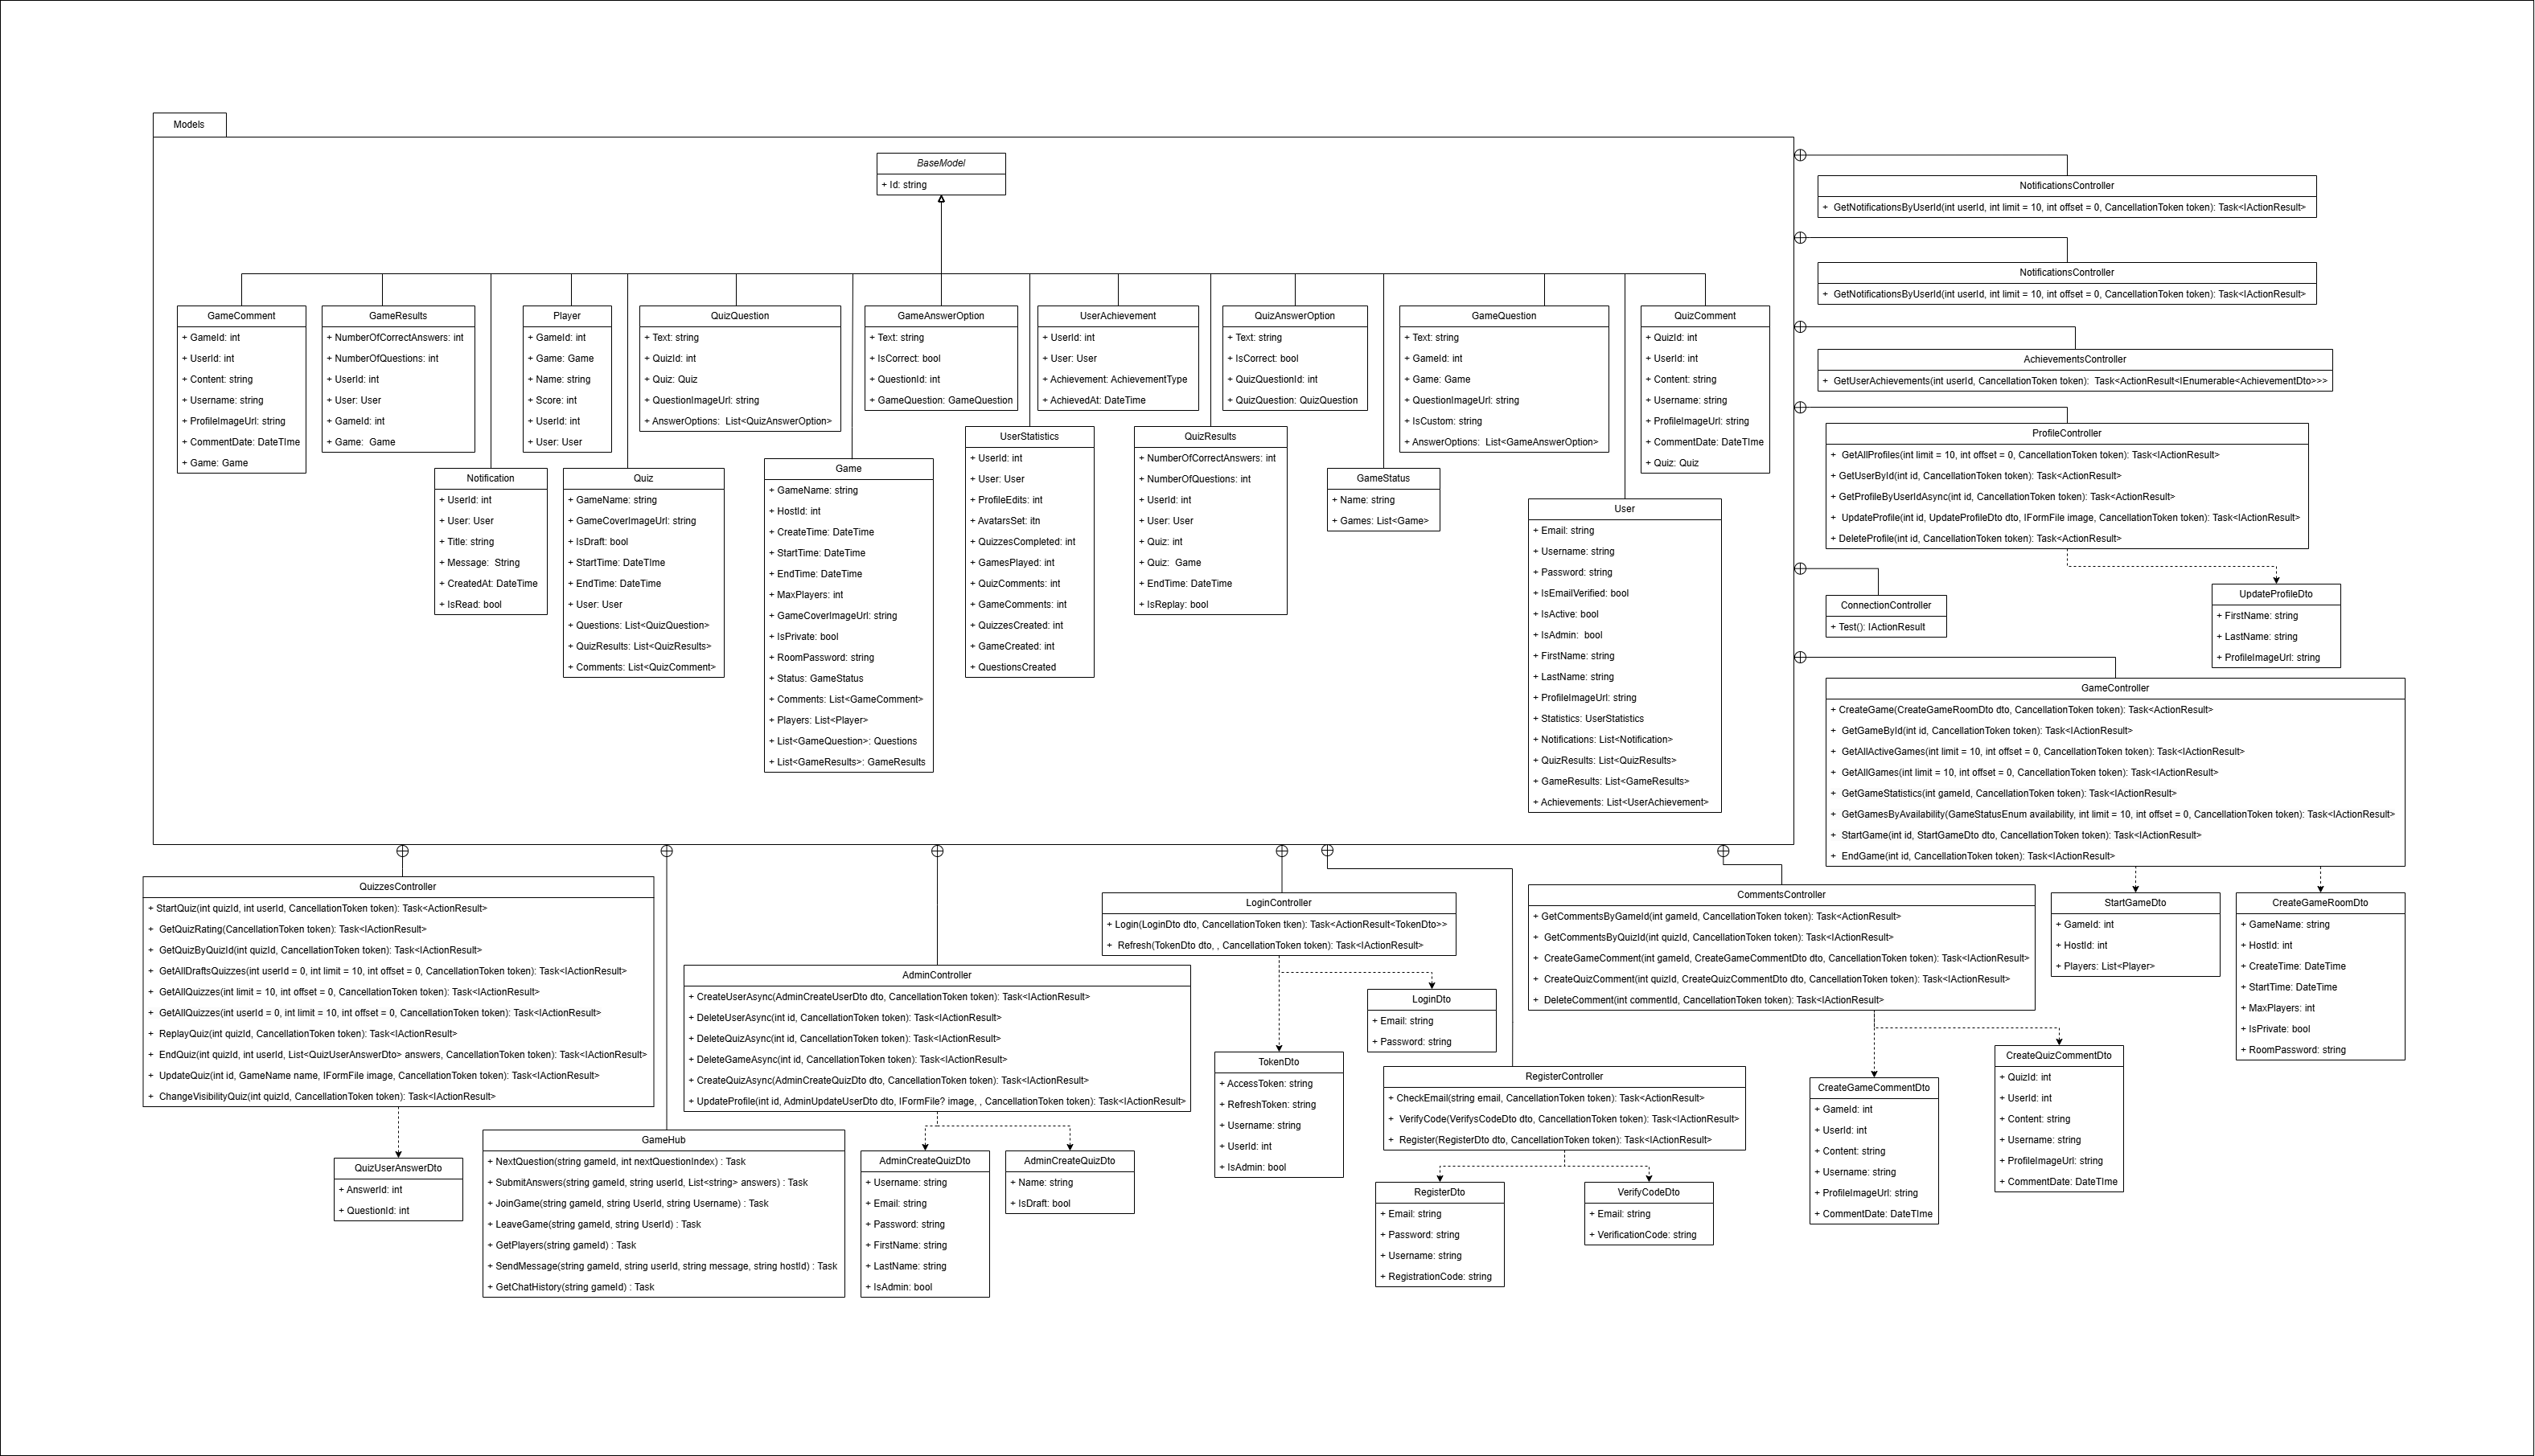 Models
BaseModel
+ Id: string
GameComment
+ GameId: int
+ UserId: int
+ Content: string
+ Username: string
+ ProfileImageUrl: string
+ CommentDate: DateTIme
+ Game: Game
GameResults
+ NumberOfCorrectAnswers: int
+ NumberOfQuestions: int
+ UserId: int
+ User: User
+ GameId: int
+ Game: Game
Player
+ GameId: int
+ Game: Game
+ Name: string
+ Score: int
+ UserId: int
+ User: User
QuizQuestion
+ Text: string
+ QuizId: int
+ Quiz: Quiz
+ QuestionImageUrl: string
+ AnswerOptions: List<QuizAnswerOption>
GameAnswerOption
+ Text: string
+ IsCorrect: bool
+ QuestionId: int
+ GameQuestion: GameQuestion
UserAchievement
+ UserId: int
+ User: User
+ Achievement: AchievementType
+ AchievedAt: DateTime
QuizAnswerOption
+ Text: string
+ IsCorrect: bool
+ QuizQuestionId: int
+ QuizQuestion: QuizQuestion
GameQuestion
+ Text: string
+ GameId: int
+ Game: Game
+ QuestionImageUrl: string
+ IsCustom: string
+ AnswerOptions: List<GameAnswerOption>
QuizComment
+ QuizId: int
+ UserId: int
+ Content: string
+ Username: string
+ ProfileImageUrl: string
+ CommentDate: DateTIme
+ Quiz: Quiz
Notification
+ UserId: int
+ User: User
+ Title: string
+ Message: String
+ CreatedAt: DateTime
+ IsRead: bool
Quiz
+ GameName: string
+ GameCoverImageUrl: string
+ IsDraft: bool
+ StartTime: DateTIme
+ EndTime: DateTime
+ User: User
+ Questions: List<QuizQuestion>
+ QuizResults: List<QuizResults>
+ Comments: List<QuizComment>
Game
+ GameName: string
+ HostId: int
+ CreateTime: DateTime
+ StartTime: DateTime
+ EndTime: DateTime
+ MaxPlayers: int
+ GameCoverImageUrl: string
+ IsPrivate: bool
+ RoomPassword: string
+ Status: GameStatus
+ Comments: List<GameComment>
+ Players: List<Player>
+ List<GameQuestion>: Questions
+ List<GameResults>: GameResults
UserStatistics
+ UserId: int
+ User: User
+ ProfileEdits: int
+ AvatarsSet: itn
+ QuizzesCompleted: int
+ GamesPlayed: int
+ QuizComments: int
+ GameComments: int
+ QuizzesCreated: int
+ GameCreated: int
+ QuestionsCreated
QuizResults
+ NumberOfCorrectAnswers: int
+ NumberOfQuestions: int
+ UserId: int
+ User: User
+ Quiz: int
+ Quiz: Game
+ EndTime: DateTime
+ IsReplay: bool
GameStatus
+ Name: string
+ Games: List<Game>
User
+ Email: string
+ Username: string
+ Password: string
+ IsEmailVerified: bool
+ IsActive: bool
+ IsAdmin: bool
+ FirstName: string
+ LastName: string
+ ProfileImageUrl: string
+ Statistics: UserStatistics
+ Notifications: List<Notification>
+ QuizResults: List<QuizResults>
+ GameResults: List<GameResults>
+ Achievements: List<UserAchievement>
NotificationsController
+ GetNotificationsByUserId(int userId, int limit = 10, int offset = 0, CancellationToken token): Task<IActionResult>
NotificationsController
+ GetNotificationsByUserId(int userId, int limit = 10, int offset = 0, CancellationToken token): Task<IActionResult>
AchievementsController
+ GetUserAchievements(int userId, CancellationToken token): Task<ActionResult<IEnumerable<AchievementDto>>>
ProfileController
+ GetAllProfiles(int limit = 10, int offset = 0, CancellationToken token): Task<IActionResult>
+ GetUserById(int id, CancellationToken token): Task<ActionResult>
+ GetProfileByUserIdAsync(int id, CancellationToken token): Task<ActionResult>
+ UpdateProfile(int id, UpdateProfileDto dto, IFormFile image, CancellationToken token): Task<IActionResult>
+ DeleteProfile(int id, CancellationToken token): Task<ActionResult>
ConnectionController
+ Test(): IActionResult
UpdateProfileDto
+ FirstName: string
+ LastName: string
+ ProfileImageUrl: string
GameController
+ CreateGame(CreateGameRoomDto dto, CancellationToken token): Task<ActionResult>
+ GetGameById(int id, CancellationToken token): Task<IActionResult>
+ GetAllActiveGames(int limit = 10, int offset = 0, CancellationToken token): Task<IActionResult>
+ GetAllGames(int limit = 10, int offset = 0, CancellationToken token): Task<IActionResult>
+ GetGameStatistics(int gameId, CancellationToken token): Task<IActionResult>
+ GetGamesByAvailability(GameStatusEnum availability, int limit = 10, int offset = 0, CancellationToken token): Task<IActionResult>
+ StartGame(int id, StartGameDto dto, CancellationToken token): Task<IActionResult>
+ EndGame(int id, CancellationToken token): Task<IActionResult>
QuizzesController
+ StartQuiz(int quizId, int userId, CancellationToken token): Task<ActionResult>
+ GetQuizRating(CancellationToken token): Task<IActionResult>
+ GetQuizByQuizId(int quizId, CancellationToken token): Task<IActionResult>
+ GetAllDraftsQuizzes(int userId = 0, int limit = 10, int offset = 0, CancellationToken token): Task<IActionResult>
+ GetAllQuizzes(int limit = 10, int offset = 0, CancellationToken token): Task<IActionResult>
+ GetAllQuizzes(int userId = 0, int limit = 10, int offset = 0, CancellationToken token): Task<IActionResult>
+ ReplayQuiz(int quizId, CancellationToken token): Task<IActionResult>
+ EndQuiz(int quizId, int userId, List<QuizUserAnswerDto> answers, CancellationToken token): Task<IActionResult>
+ UpdateQuiz(int id, GameName name, IFormFile image, CancellationToken token): Task<IActionResult>
+ ChangeVisibilityQuiz(int quizId, CancellationToken token): Task<IActionResult>
QuizUserAnswerDto
+ AnswerId: int
+ QuestionId: int
GameHub
+ NextQuestion(string gameId, int nextQuestionIndex) : Task
+ SubmitAnswers(string gameId, string userId, List<string> answers) : Task
+ JoinGame(string gameId, string UserId, string Username) : Task
+ LeaveGame(string gameId, string UserId) : Task
+ GetPlayers(string gameId) : Task
+ SendMessage(string gameId, string userId, string message, string hostId) : Task
+ GetChatHistory(string gameId) : Task
AdminController
+ CreateUserAsync(AdminCreateUserDto dto, CancellationToken token): Task<IActionResult>
+ DeleteUserAsync(int id, CancellationToken token): Task<IActionResult>
+ DeleteQuizAsync(int id, CancellationToken token): Task<IActionResult>
+ DeleteGameAsync(int id, CancellationToken token): Task<IActionResult>
+ CreateQuizAsync(AdminCreateQuizDto dto, CancellationToken token): Task<IActionResult>
+ UpdateProfile(int id, AdminUpdateUserDto dto, IFormFile? image, , CancellationToken token): Task<IActionResult>
AdminCreateQuizDto
+ Username: string
+ Email: string
+ Password: string
+ FirstName: string
+ LastName: string
+ IsAdmin: bool
AdminCreateQuizDto
+ Name: string
+ IsDraft: bool
LoginController
+ Login(LoginDto dto, CancellationToken tken): Task<ActionResult<TokenDto>>
+ Refresh(TokenDto dto, , CancellationToken token): Task<IActionResult>
LoginDto
+ Email: string
+ Password: string
TokenDto
+ AccessToken: string
+ RefreshToken: string
+ Username: string
+ UserId: int
+ IsAdmin: bool
RegisterController
+ CheckEmail(string email, CancellationToken token): Task<ActionResult>
+ VerifyCode(VerifysCodeDto dto, CancellationToken token): Task<IActionResult>
+ Register(RegisterDto dto, CancellationToken token): Task<IActionResult>
RegisterDto
+ Email: string
+ Password: string
+ Username: string
+ RegistrationCode: string
VerifyCodeDto
+ Email: string
+ VerificationCode: string
CommentsController
+ GetCommentsByGameId(int gameId, CancellationToken token): Task<ActionResult>
+ GetCommentsByQuizId(int quizId, CancellationToken token): Task<IActionResult>
+ CreateGameComment(int gameId, CreateGameCommentDto dto, CancellationToken token): Task<IActionResult>
+ CreateQuizComment(int quizId, CreateQuizCommentDto dto, CancellationToken token): Task<IActionResult>
+ DeleteComment(int commentId, CancellationToken token): Task<IActionResult>
CreateGameCommentDto
+ GameId: int
+ UserId: int
+ Content: string
+ Username: string
+ ProfileImageUrl: string
+ CommentDate: DateTIme
CreateQuizCommentDto
+ QuizId: int
+ UserId: int
+ Content: string
+ Username: string
+ ProfileImageUrl: string
+ CommentDate: DateTIme
StartGameDto
+ GameId: int
+ HostId: int
+ Players: List<Player>
CreateGameRoomDto
+ GameName: string
+ HostId: int
+ CreateTime: DateTime
+ StartTime: DateTime
+ MaxPlayers: int
+ IsPrivate: bool
+ RoomPassword: string